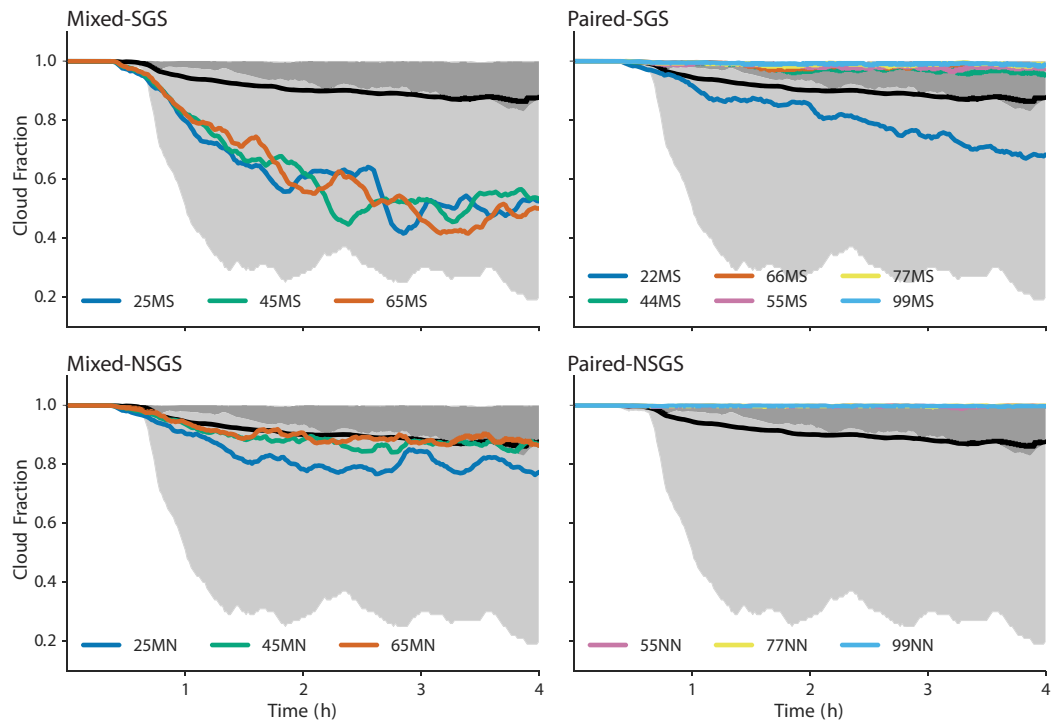 Mixed-SGS
Paired-SGS
1.0
0.8
0.6
0.4
0.2
Cloud Fraction
25MS 45MS 65MS
22MS 66MS 77MS
44MS 55MS 99MS
Mixed-NSGS
Paired-NSGS
1.0
0.8
0.6
0.4
0.2
Cloud Fraction
25MN 45MN 65MN
55NN 77NN 99NN
1 2 3 4
1 2 3 4
Time (h)
Time (h)